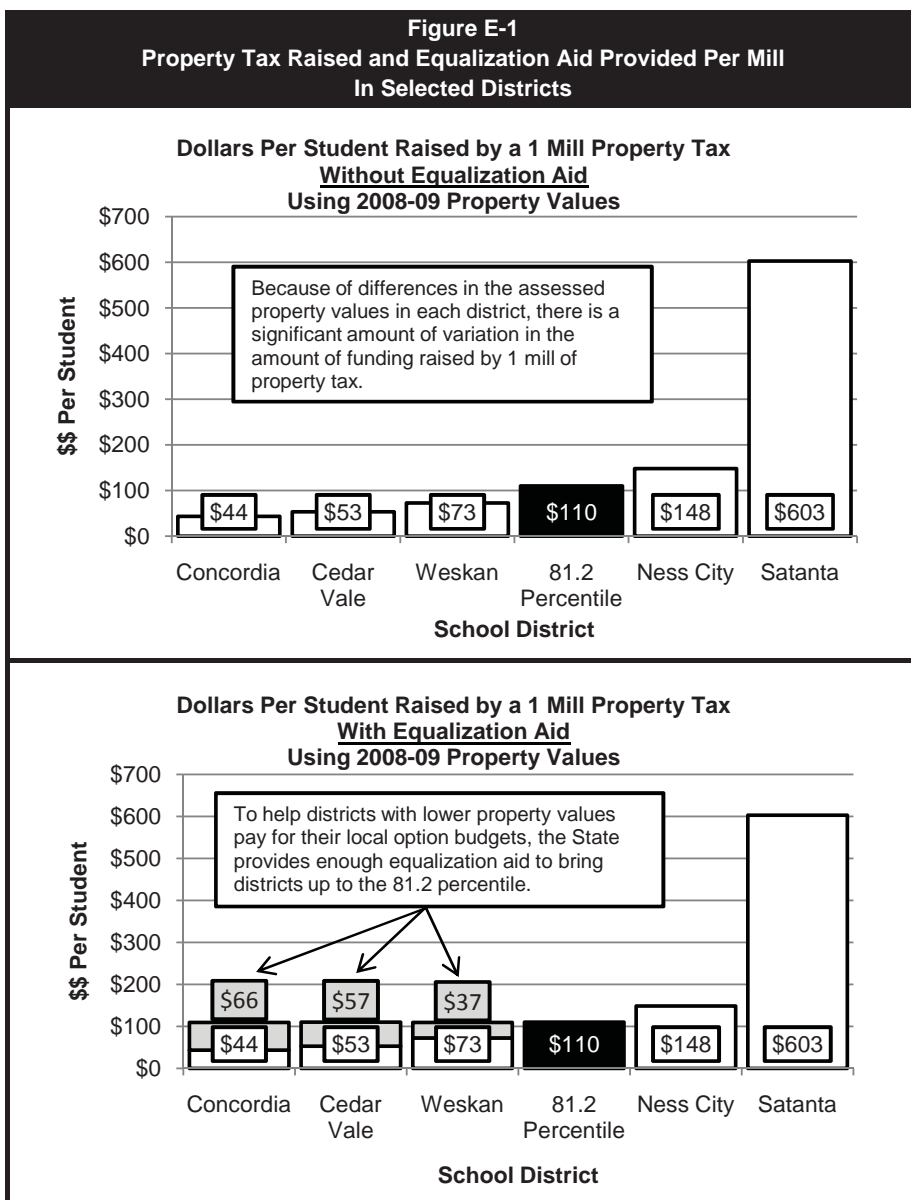 Figure E-1
Property Tax Raised and Equalization Aid Provided Per Mill
In Selected Districts
Dollars Per Student Raised by a 1 Mill Property Tax
Without Equalization Aid
Using 2008-09 Property Values
$$ Per Student
$700
$600
$500
$400
$300
$200
$100
$0
Because of differences in the assessed
property values in each district, there is a
significant amount of variation in the
amount of funding raised by 1 mill of
property tax.
$44 $53 $73 $110 $148 $603
Concordia Cedar Weskan 81.2 Ness City Satanta
Vale Percentile
School District
Dollars Per Student Raised by a 1 Mill Property Tax
With Equalization Aid
Using 2008-09 Property Values
$$ Per Student
$700
$600
$500
$400
$300
$200
$100
$0
To help districts with lower property values
pay for their local option budgets, the State
provides enough equalization aid to bring
districts up to the 81.2 percentile.
$66 $57 $37
$44 $53 $73 $110 $148 $603
Concordia Cedar Weskan 81.2 Ness City Satanta
Vale Percentile
School District